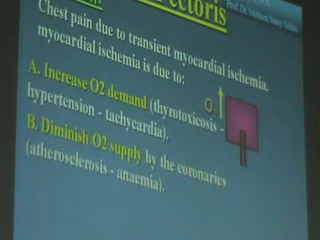 Chest pain due to transient myocardial ischemia.
myocardial ischemia is due to:
A. Increase O2 demand (thyrotoxicosis -
hypertension - tachycardia).
B. Diminish O2 supply by the coronaries
(atherosclerosis - anaemia).